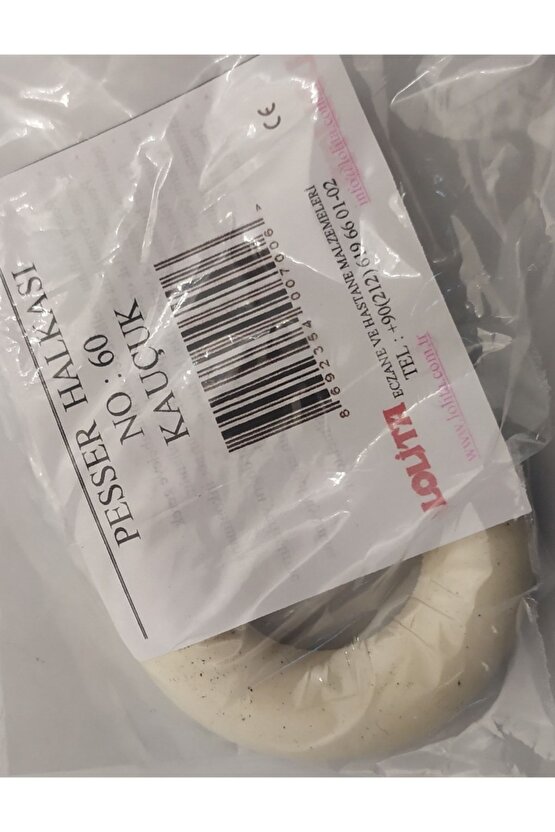 PESSER HALKASI
NO : 60
KAUÇUK
CE
8 692354 007006
LOLİTA
ECZANE VE HASTANE MALZEMELERİ
TEL : +90(212) 619 66 01-02
www.lolita.com.tr